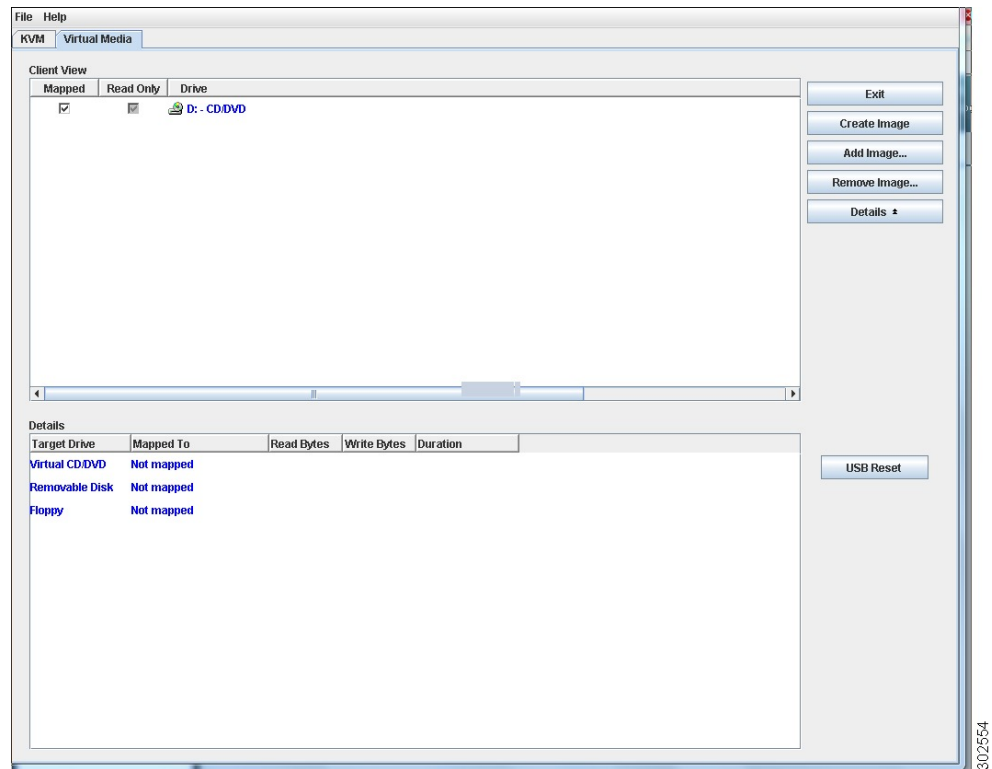 File Help
KVM Virtual Media
Client View
Mapped Read Only Drive
D: - CD/DVD
Exit
Create Image
Add Image...
Remove Image...
Details
Details
Target Drive Mapped To Read Bytes Write Bytes Duration
Virtual CD/DVD Not mapped
Removable Disk Not mapped
Floppy Not mapped
USB Reset
302554